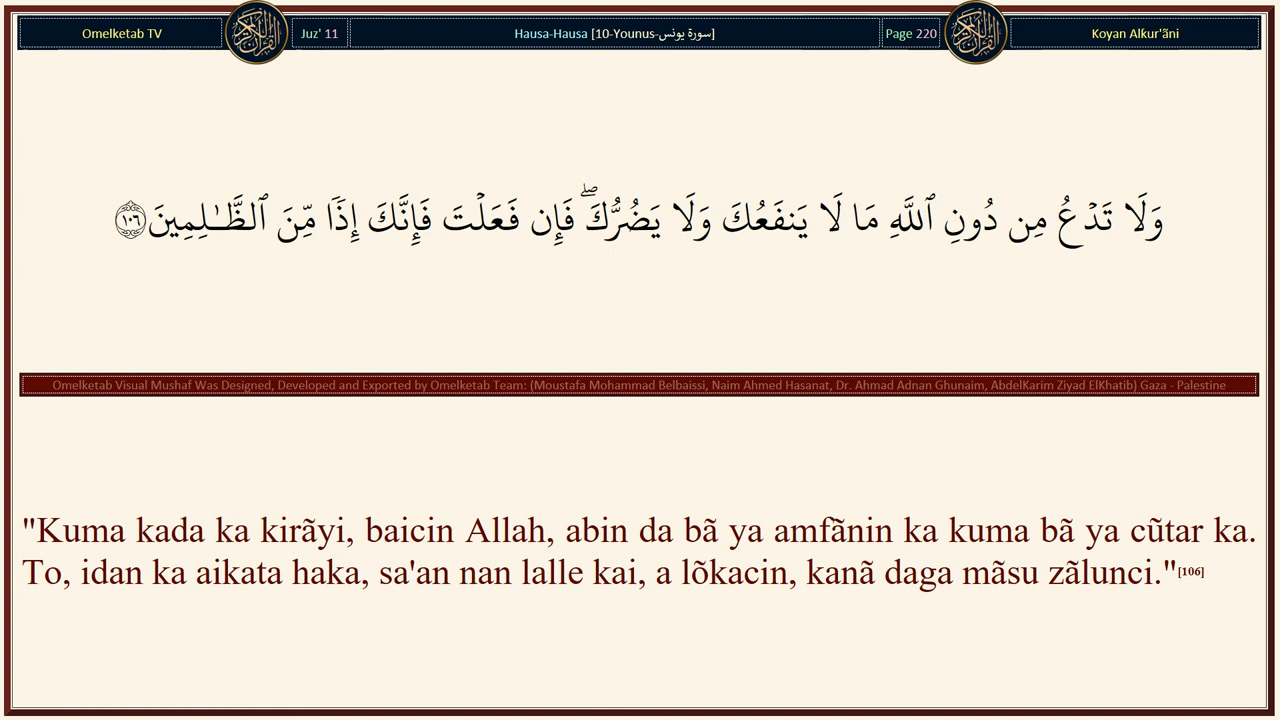 Omelketab TV
Juz' 11
Hausa-Hausa [10-Younus-سورة يونس]
Page 220
Koyan Alƙur'ãni
وَلَا تَدۡعُ مِن دُونِ ٱللَّهِ مَا لَا يَنفَعُكَ وَلَا يَضُرُّكَۖ فَإِن فَعَلۡتَ فَإِنَّكَ إِذٗا مِّنَ ٱلظَّٰلِمِينَ ١٠٦
Omelketab Visual Mushaf Was Designed, Developed and Exported by Omelketab Team: (Moustafa Mohammad Belbaissi, Naim Ahmed Hasanat, Dr. Ahmad Adnan Ghunaim, AbdelKarim Ziyad ElKhatib) Gaza - Palestine
"Kuma kada ka kirãyi, baicin Allah, abin da bã ya amfãnin ka kuma bã ya cũtar ka.
To, idan ka aikata haka, sa'an nan lalle kai, a lõkacin, kanã daga mãsu zãlunci."[106]